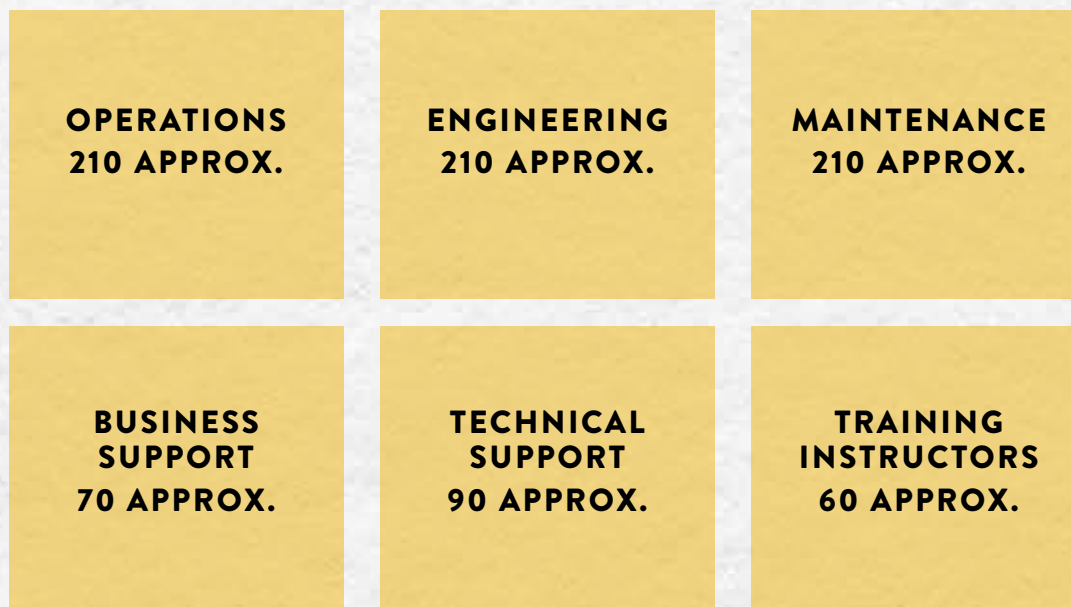 OPERATIONS
210 APPROX.
ENGINEERING
210 APPROX.
MAINTENANCE
210 APPROX.
BUSINESS
SUPPORT
70 APPROX.
TECHNICAL
SUPPORT
90 APPROX.
TRAINING
INSTRUCTORS
60 APPROX.